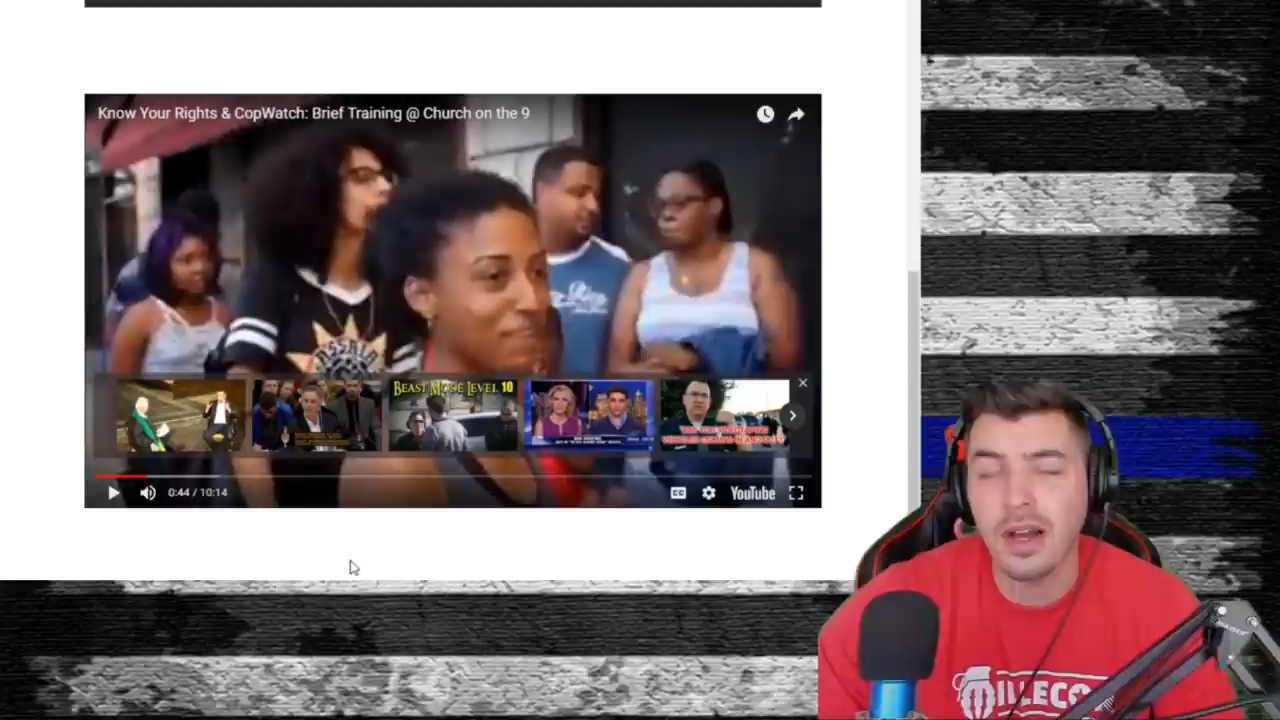 Know Your Rights & CopWatch: Brief Training @ Church on the 9
BEAST MODE LEVEL 10
0:44 / 10:14
CC
YouTube